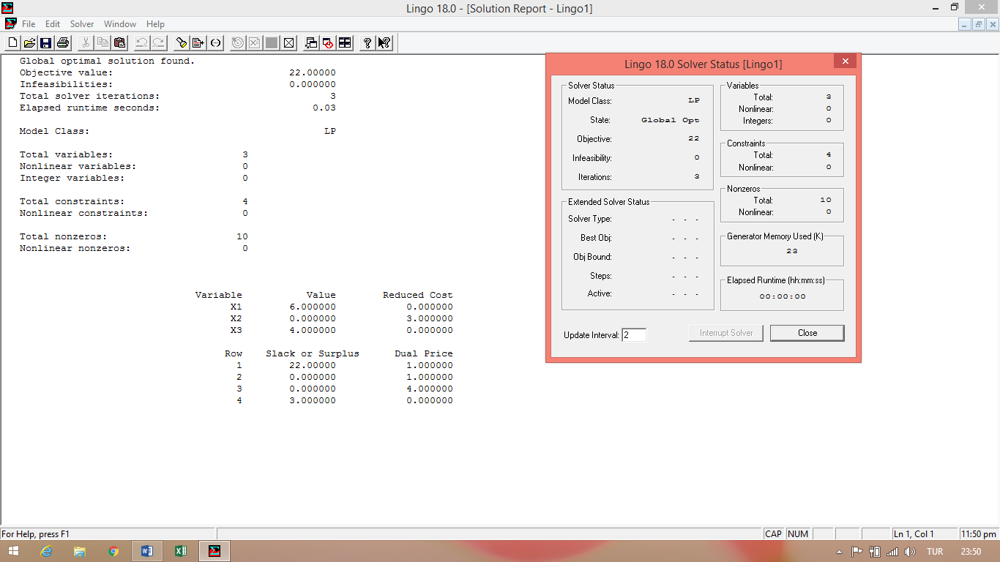 Lingo 18.0 - [Solution Report - Lingo1]
File Edit Solver Window Help
Global optimal solution found.
Objective value: 22.00000
Infeasibilities: 0.000000
Total solver iterations: 3
Elapsed runtime seconds: 0.03
Model Class: LP
Total variables: 3
Nonlinear variables: 0
Integer variables: 0
Total constraints: 4
Nonlinear constraints: 0
Total nonzeros: 10
Nonlinear nonzeros: 0
Variable Value Reduced Cost
X1 6.000000 0.000000
X2 0.000000 3.000000
X3 4.000000 0.000000
Row Slack or Surplus Dual Price
1 22.00000 1.000000
2 0.000000 1.000000
3 0.000000 4.000000
4 3.000000 0.000000
Lingo 18.0 Solver Status [Lingo1]
Solver Status
Model Class: LP
State: Global Opt
Objective: 22
Infeasibility: 0
Iterations: 3
Extended Solver Status
Solver Type: - - -
Best Obj: - - -
Obj Bound: - - -
Steps: - - -
Active: - - -
Variables
Total: 3
Nonlinear: 0
Integers: 0
Constraints
Total: 4
Nonlinear: 0
Nonzeros
Total: 10
Nonlinear: 0
Generator Memory Used (K)
23
Elapsed Runtime (hh:mm:ss)
00:00:00
Update Interval: 2 Interrupt Solver Close
For Help, press F1 CAP NUM Ln 1, Col 1 11:50 pm
TUR 23:50